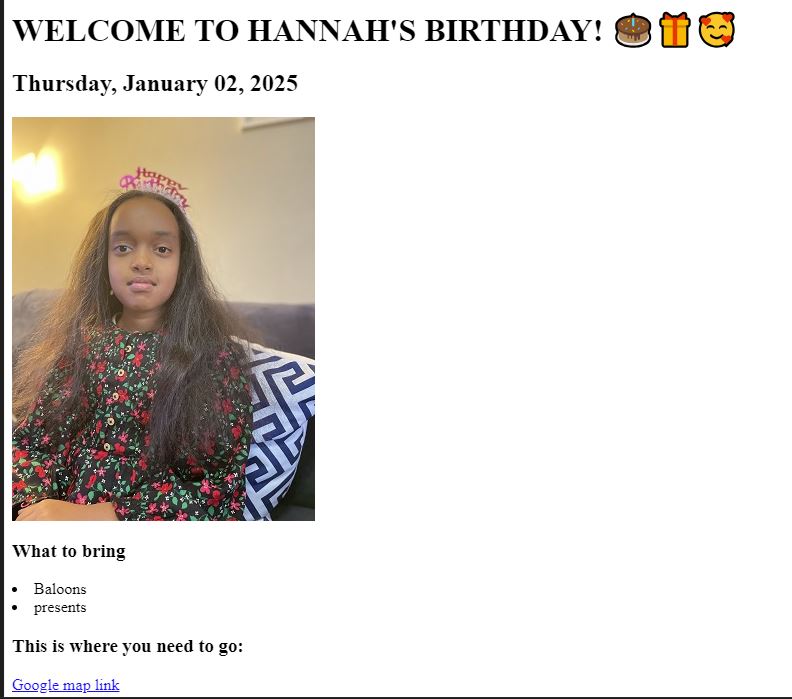 WELCOME TO HANNAH'S BIRTHDAY! 🎂🎁🥰
Thursday, January 02, 2025
Happy
Birthday
What to bring
• Baloons
• presents
This is where you need to go:
Google map link